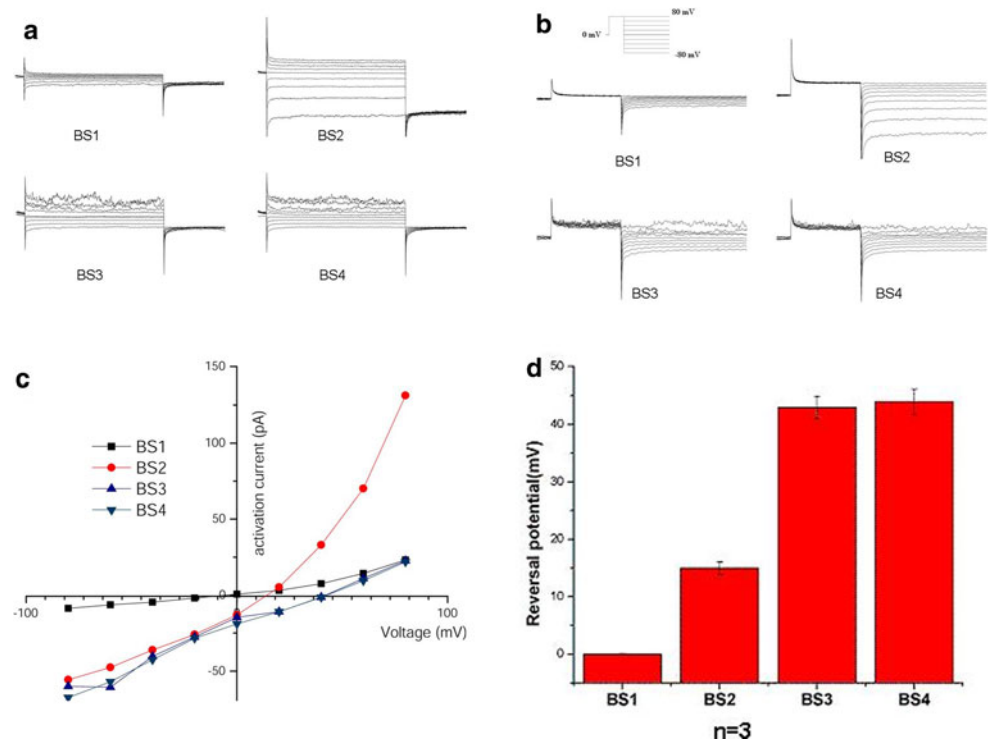 a
BS1
BS2
BS3
BS4
b
80 mV
0 mV
-80 mV
BS1
BS2
BS3
BS4
c
150
100
50
0
-50
-100
100
activation current (pA)
Voltage (mV)
BS1
BS2
BS3
BS4
d
50
40
30
15
10
0
Reversal potential(mV)
BS1
BS2
BS3
BS4
n=3